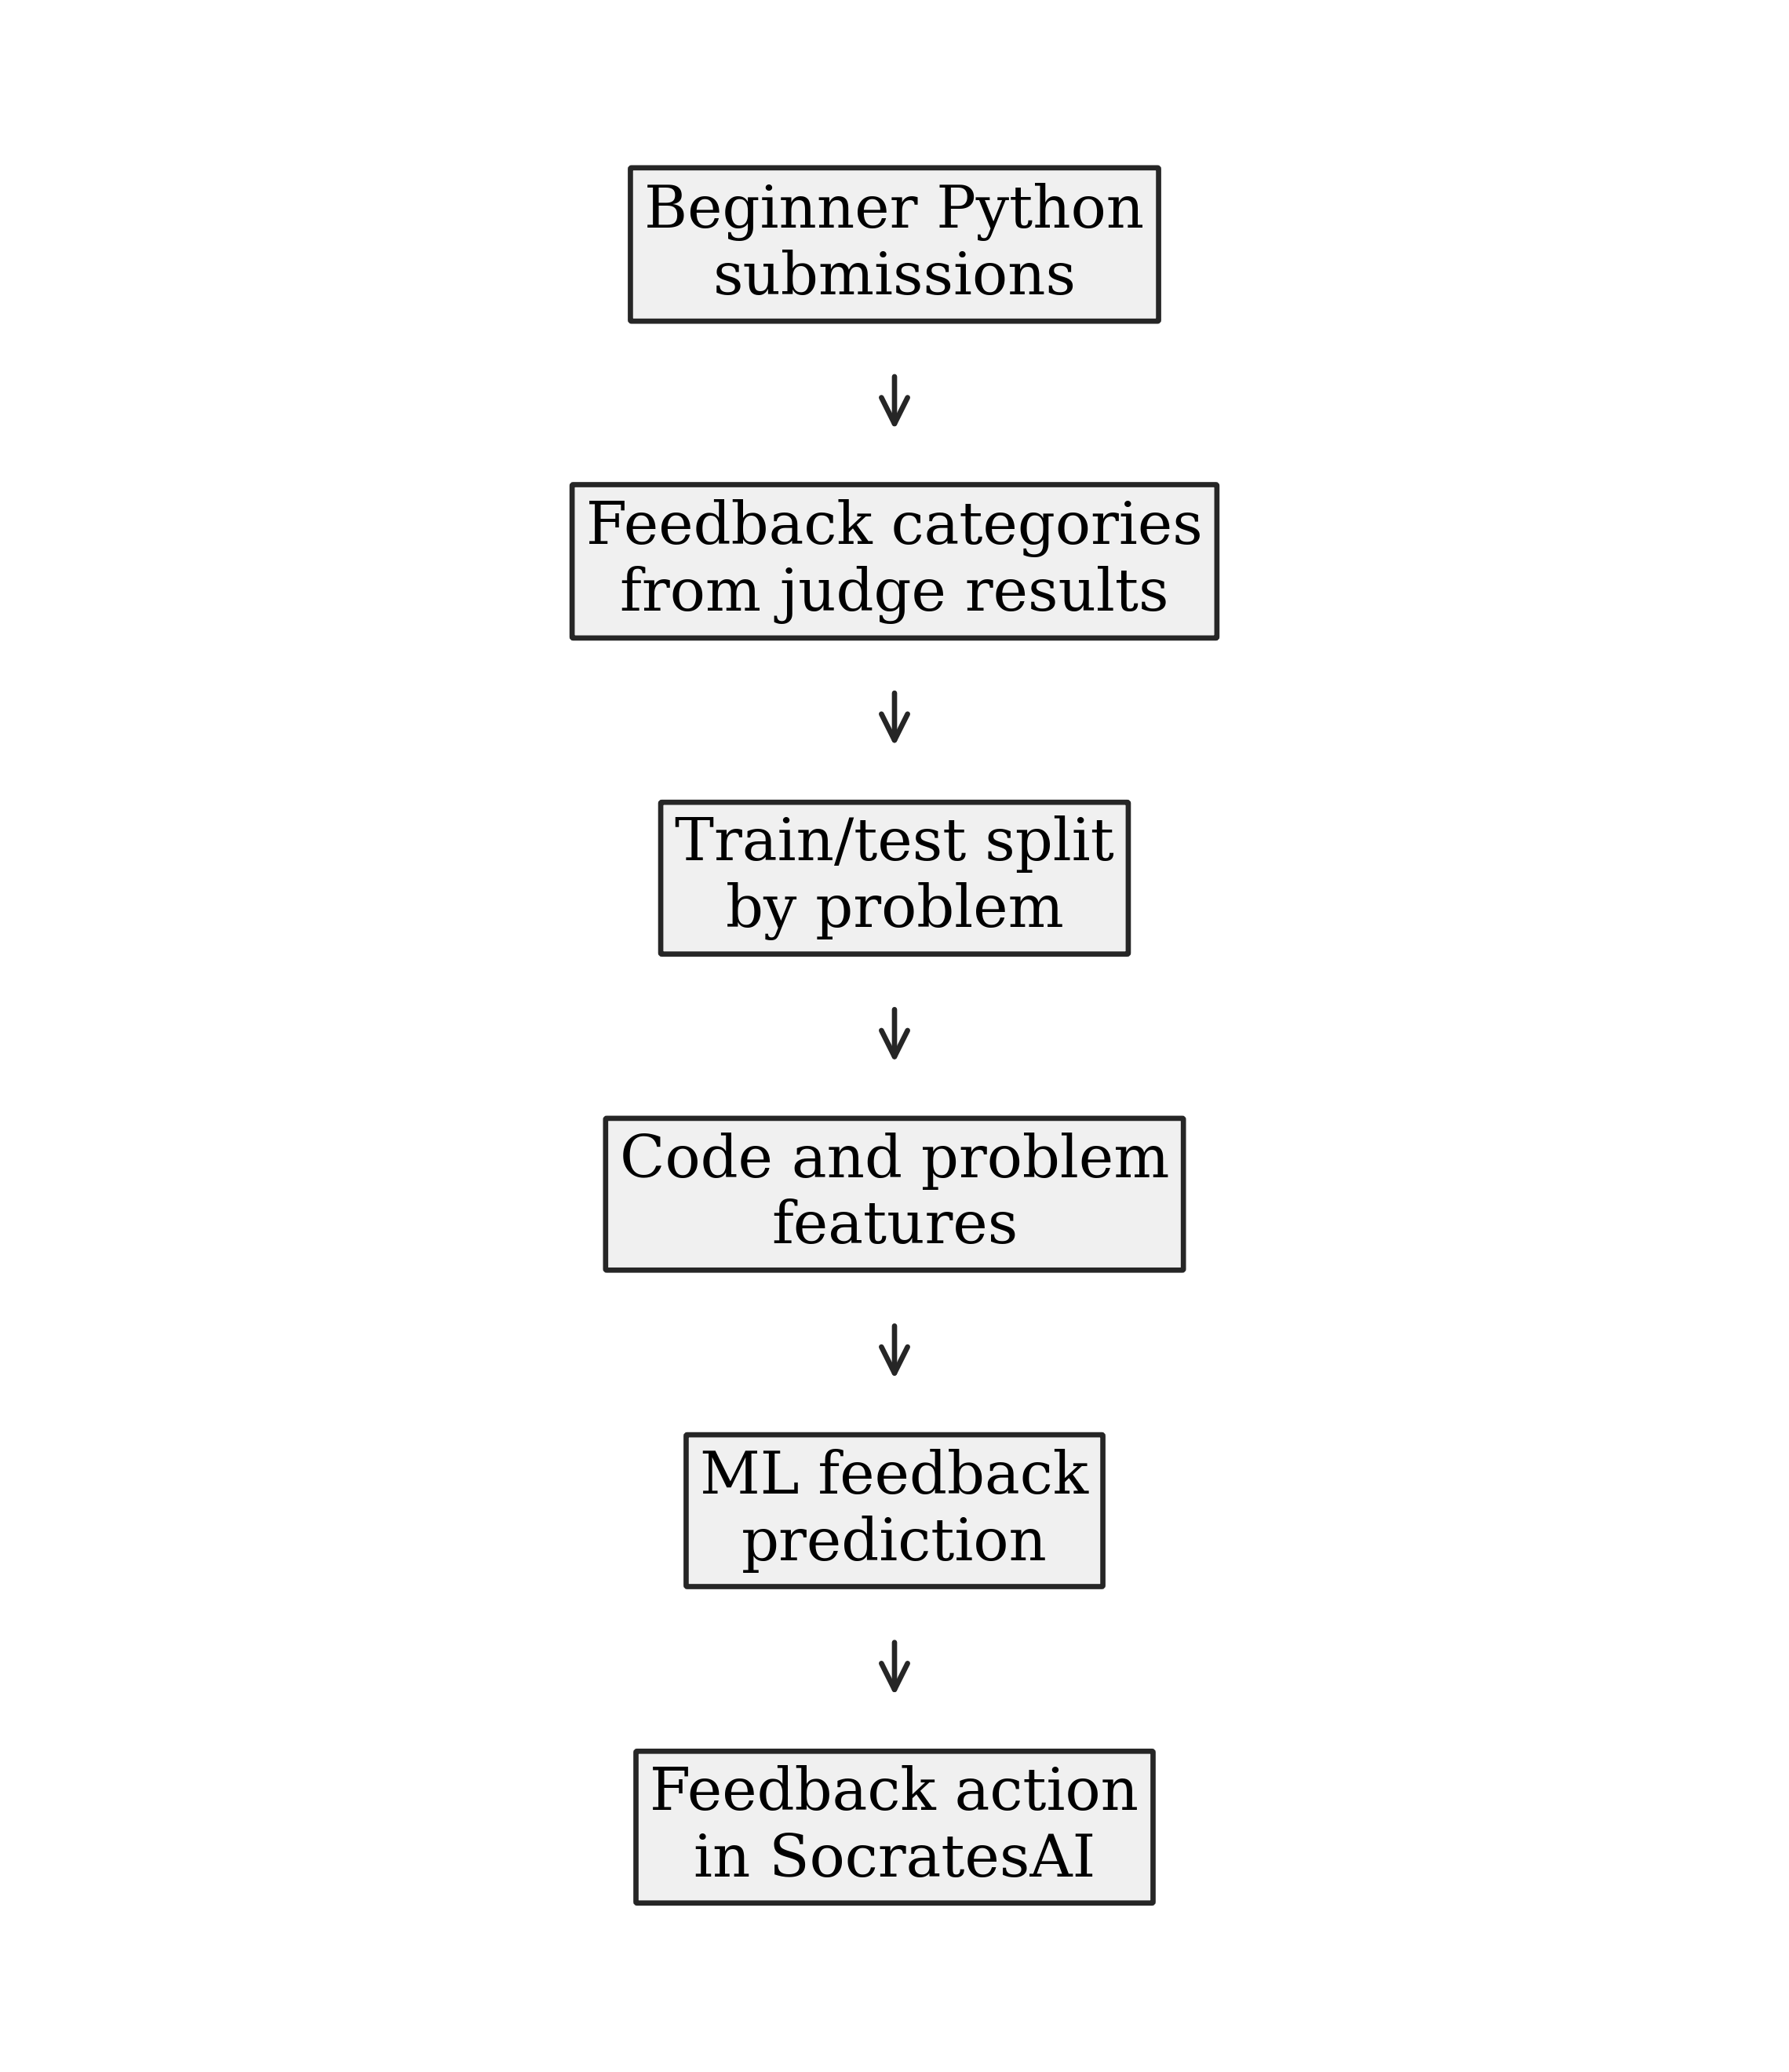 Beginner Python
submissions
Feedback categories
from judge results
Train/test split
by problem
Code and problem
features
ML feedback
prediction
Feedback action
in SocratesAI